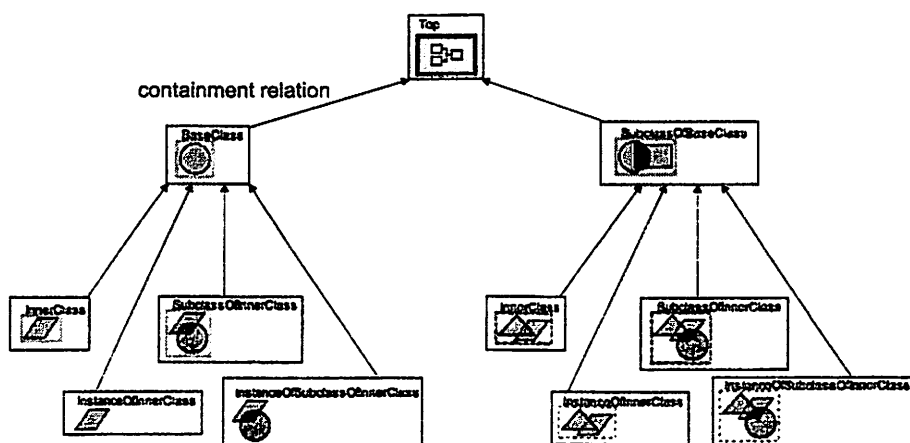 Top
containment relation
BaseClass
SubclassOfBaseClass
InnerClass
SubclassOfInnerClass
InnerClass
SubclassOfInnerClass
InstanceOfInnerClass
InstanceOfSubclassOfInnerClass
InstanceOfInnerClass
InstanceOfSubclassOfInnerClass